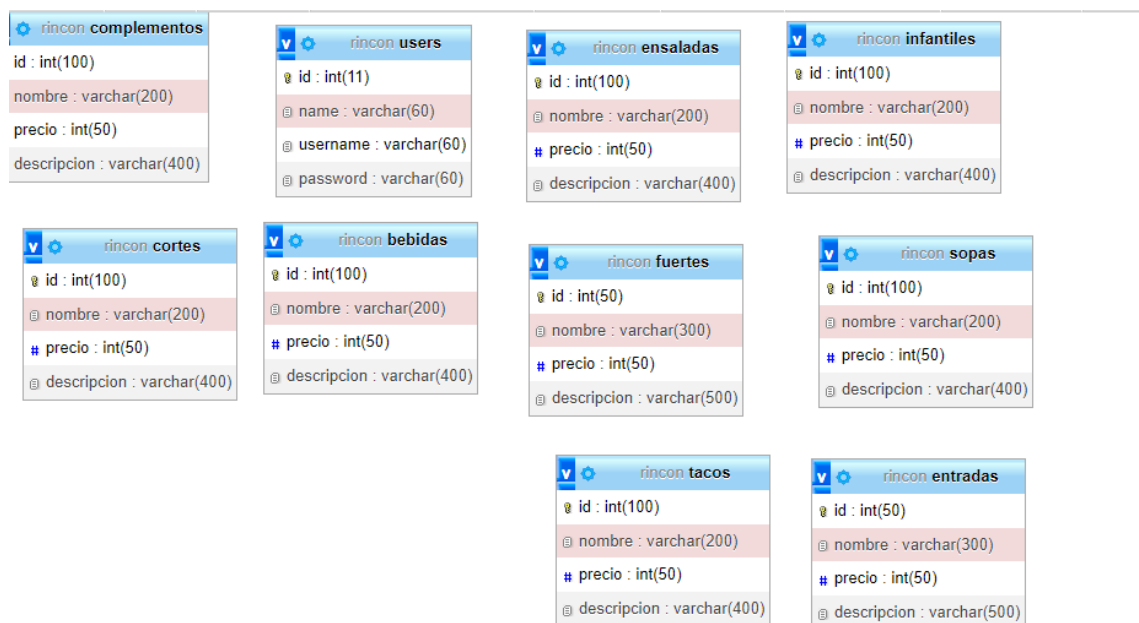 rincon complementos
id : int(100)
nombre : varchar(200)
precio : int(50)
descripcion : varchar(400)
v rincon users
id : int(11)
name : varchar(60)
username : varchar(60)
password : varchar(60)
v rincon ensaladas
id : int(100)
nombre : varchar(200)
# precio : int(50)
descripcion : varchar(400)
v rincon infantiles
id : int(100)
nombre : varchar(200)
# precio : int(50)
descripcion : varchar(400)
v rincon cortes
id : int(100)
nombre : varchar(200)
# precio : int(50)
descripcion : varchar(400)
v rincon bebidas
id : int(100)
nombre : varchar(200)
# precio : int(50)
descripcion : varchar(400)
v rincon fuertes
id : int(50)
nombre : varchar(300)
# precio : int(50)
descripcion : varchar(500)
v rincon sopas
id : int(100)
nombre : varchar(200)
# precio : int(50)
descripcion : varchar(400)
v rincon tacos
id : int(100)
nombre : varchar(200)
# precio : int(50)
descripcion : varchar(400)
v rincon entradas
id : int(50)
nombre : varchar(300)
# precio : int(50)
descripcion : varchar(500)